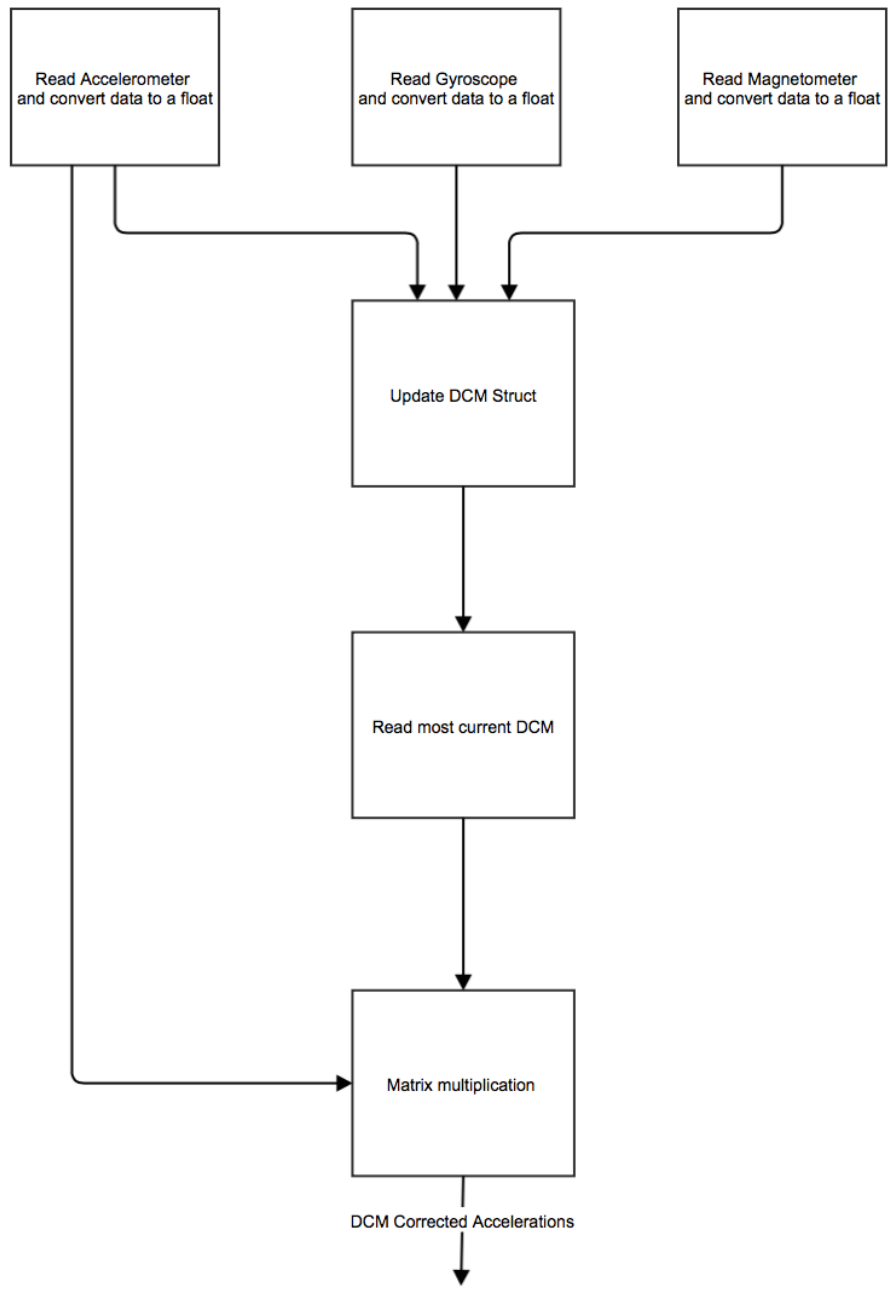 Read Accelerometer
and convert data to a float
Read Gyroscope
and convert data to a float
Read Magnetometer
and convert data to a float
Update DCM Struct
Read most current DCM
Matrix multiplication
DCM Corrected Accelerations